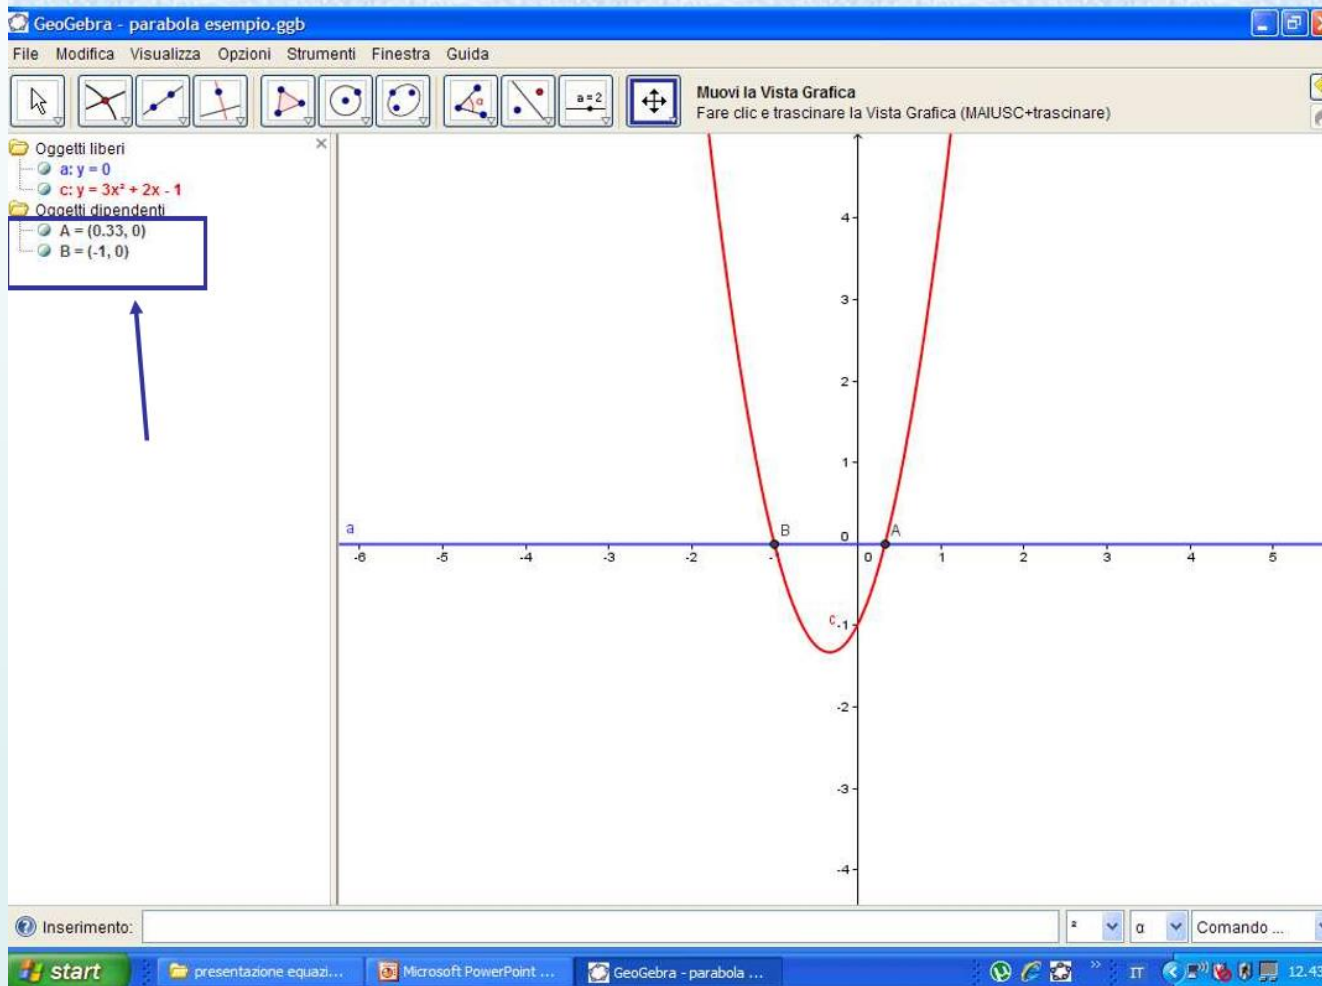 GeoGebra - parabola esempio.ggb
File Modifica Visualizza Opzioni Strumenti Finestra Guida
a=2
Muovi la Vista Grafica
Fare clic e trascinare la Vista Grafica (MAIUSC+trascinare)
Oggetti liberi
a: y = 0
c: y = 3x² + 2x - 1
Oggetti dipendenti
A = (0.33, 0)
B = (-1, 0)
4
3
2
1
a
B
0
A
-6 -5 -4 -3 -2 0 1 2 3 4 5
c
-1
-2
-3
-4
Inserimento:
² α Comando ...
start
presentazione equazi...
Microsoft PowerPoint ...
GeoGebra - parabola ...
IT
12.43